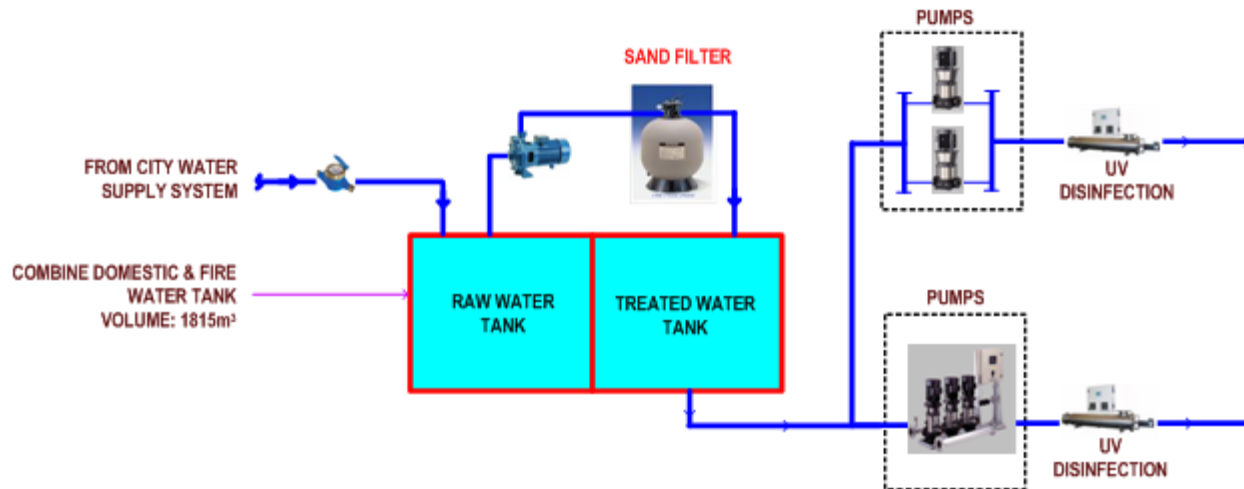 PUMPS
SAND FILTER
FROM CITY WATER
SUPPLY SYSTEM
UV
DISINFECTION
COMBINE DOMESTIC & FIRE
WATER TANK
VOLUME: 1815m³
RAW WATER
TANK
TREATED WATER
TANK
PUMPS
UV
DISINFECTION